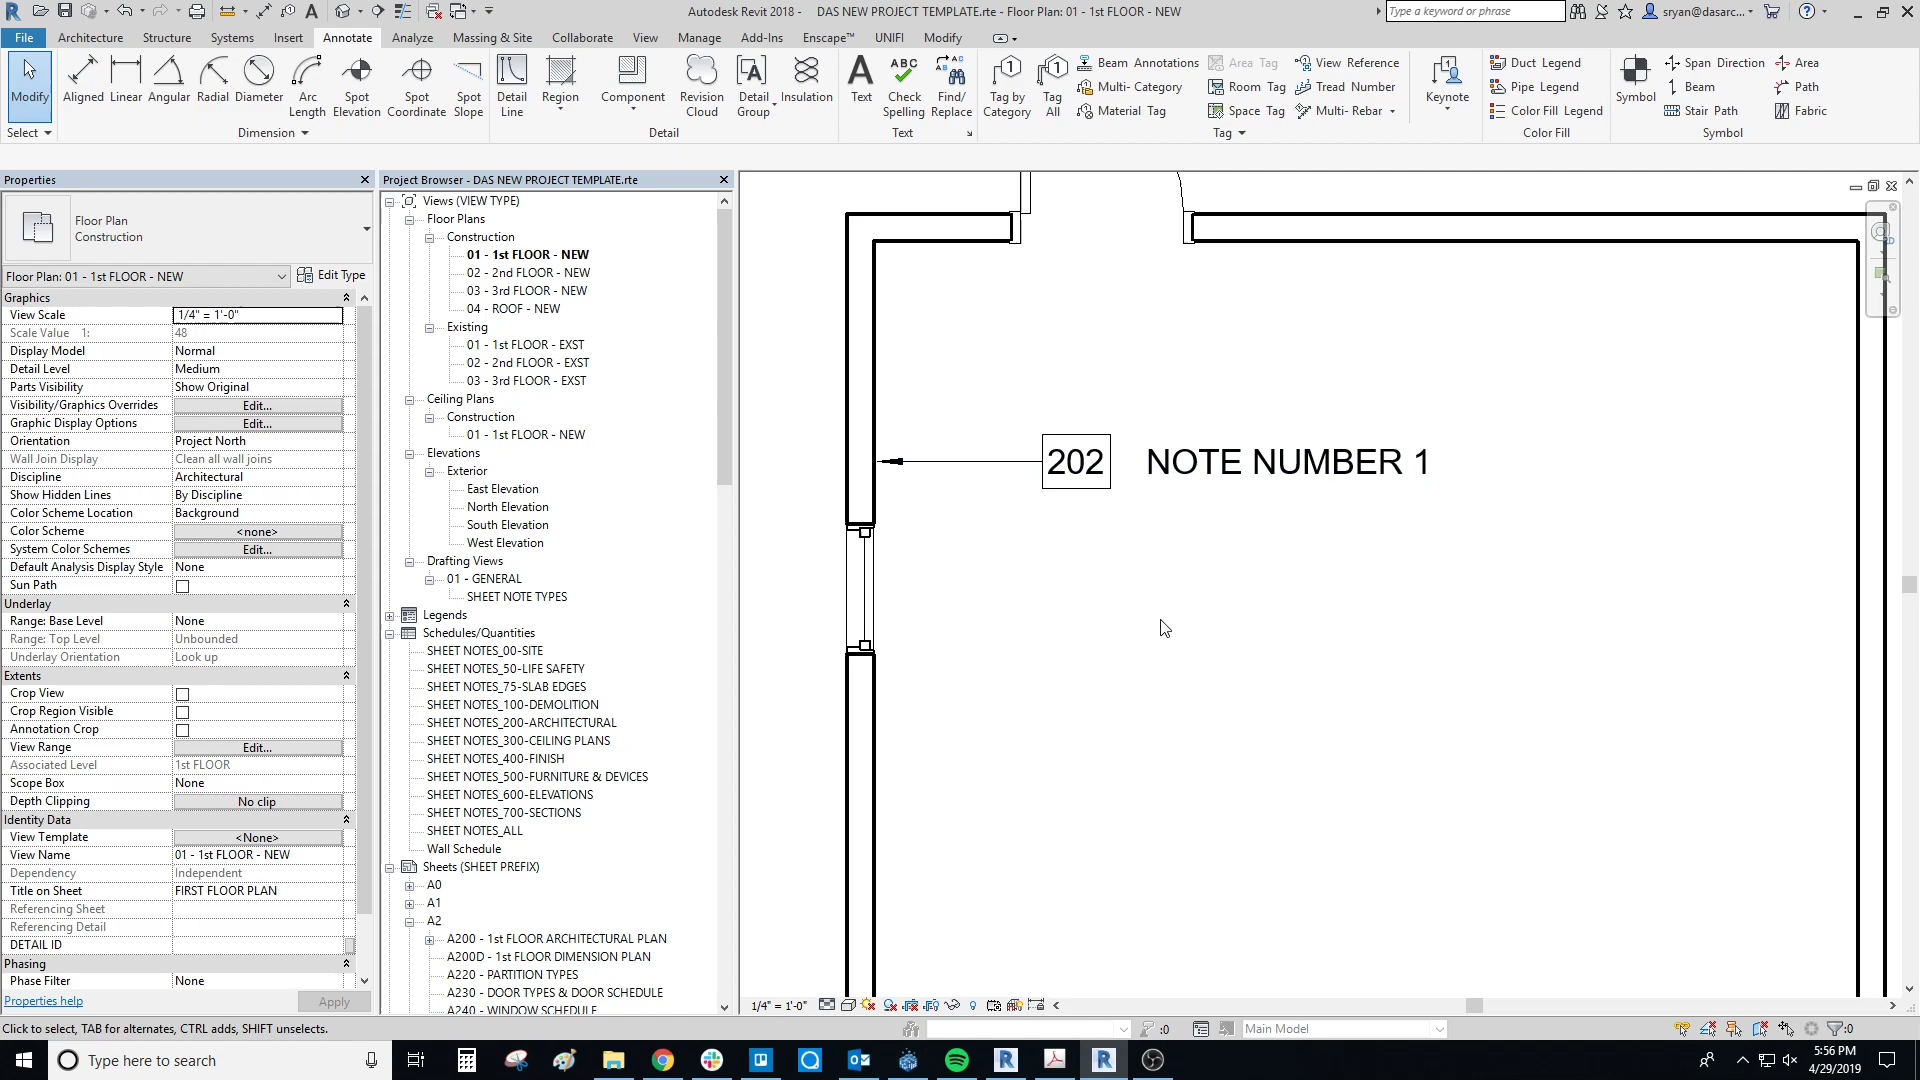 Autodesk Revit 2018 - DAS NEW PROJECT TEMPLATE.rte - Floor Plan: 01 - 1st FLOOR - NEW
Type a keyword or phrase
sryan@dasarc...
File Architecture Structure Systems Insert Annotate Analyze Massing & Site Collaborate View Manage Add-Ins Enscape™ UNIFI Modify
Modify Aligned Linear Angular Radial Diameter Arc Length Spot Elevation Spot Coordinate Spot Slope
Detail Line Region Component Revision Cloud Detail Group Insulation
Text Check Spelling Find/ Replace
Tag by Category Tag All Beam Annotations Multi- Category Material Tag
Area Tag Room Tag Space Tag
View Reference Tread Number Multi- Rebar
Keynote
Duct Legend Pipe Legend Color Fill Legend
Symbol Span Direction Beam Stair Path Area Path Fabric
Select Dimension Detail Text Tag Color Fill Symbol
Properties
Floor Plan
Construction
Floor Plan: 01 - 1st FLOOR - NEW Edit Type
Graphics
View Scale 1/4" = 1'-0"
Scale Value 1: 48
Display Model Normal
Detail Level Medium
Parts Visibility Show Original
Visibility/Graphics Overrides Edit...
Graphic Display Options Edit...
Orientation Project North
Wall Join Display Clean all wall joins
Discipline Architectural
Show Hidden Lines By Discipline
Color Scheme Location Background
Color Scheme <none>
System Color Schemes Edit...
Default Analysis Display Style None
Sun Path
Underlay
Range: Base Level None
Range: Top Level Unbounded
Underlay Orientation Look up
Extents
Crop View
Crop Region Visible
Annotation Crop
View Range Edit...
Associated Level 1st FLOOR
Scope Box None
Depth Clipping No clip
Identity Data
View Template <None>
View Name 01 - 1st FLOOR - NEW
Dependency Independent
Title on Sheet FIRST FLOOR PLAN
Referencing Sheet
Referencing Detail
DETAIL ID
Phasing
Phase Filter None
Properties help Apply
Project Browser - DAS NEW PROJECT TEMPLATE.rte
Views (VIEW TYPE)
Floor Plans
Construction
01 - 1st FLOOR - NEW
02 - 2nd FLOOR - NEW
03 - 3rd FLOOR - NEW
04 - ROOF - NEW
Existing
01 - 1st FLOOR - EXST
02 - 2nd FLOOR - EXST
03 - 3rd FLOOR - EXST
Ceiling Plans
Construction
01 - 1st FLOOR - NEW
Elevations
Exterior
East Elevation
North Elevation
South Elevation
West Elevation
Drafting Views
01 - GENERAL
SHEET NOTE TYPES
Legends
Schedules/Quantities
SHEET NOTES_00-SITE
SHEET NOTES_50-LIFE SAFETY
SHEET NOTES_75-SLAB EDGES
SHEET NOTES_100-DEMOLITION
SHEET NOTES_200-ARCHITECTURAL
SHEET NOTES_300-CEILING PLANS
SHEET NOTES_400-FINISH
SHEET NOTES_500-FURNITURE & DEVICES
SHEET NOTES_600-ELEVATIONS
SHEET NOTES_700-SECTIONS
SHEET NOTES_ALL
Wall Schedule
Sheets (SHEET PREFIX)
A0
A1
A2
A200 - 1st FLOOR ARCHITECTURAL PLAN
A200D - 1st FLOOR DIMENSION PLAN
A220 - PARTITION TYPES
A230 - DOOR TYPES & DOOR SCHEDULE
A240 - WINDOW SCHEDULE
202 NOTE NUMBER 1
1/4" = 1'-0"
Click to select, TAB for alternates, CTRL adds, SHIFT unselects.
:0 Main Model :0
Type here to search
5:56 PM
4/29/2019